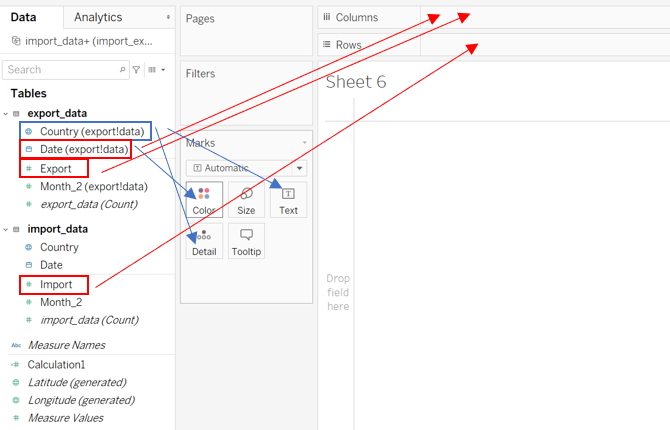 Data
Analytics
import_data+ (import_ex...
Search
Tables
export_data
Country (export!data)
Date (export!data)
Export
Month_2 (export!data)
export_data (Count)
import_data
Country
Date
Import
Month_2
import_data (Count)
Abc Measure Names
Calculation1
Latitude (generated)
Longitude (generated)
Measure Values
Pages
Filters
Marks
T Automatic
Color
Size
Text
Detail
Tooltip
Columns
Rows
Sheet 6
Drop
field
here